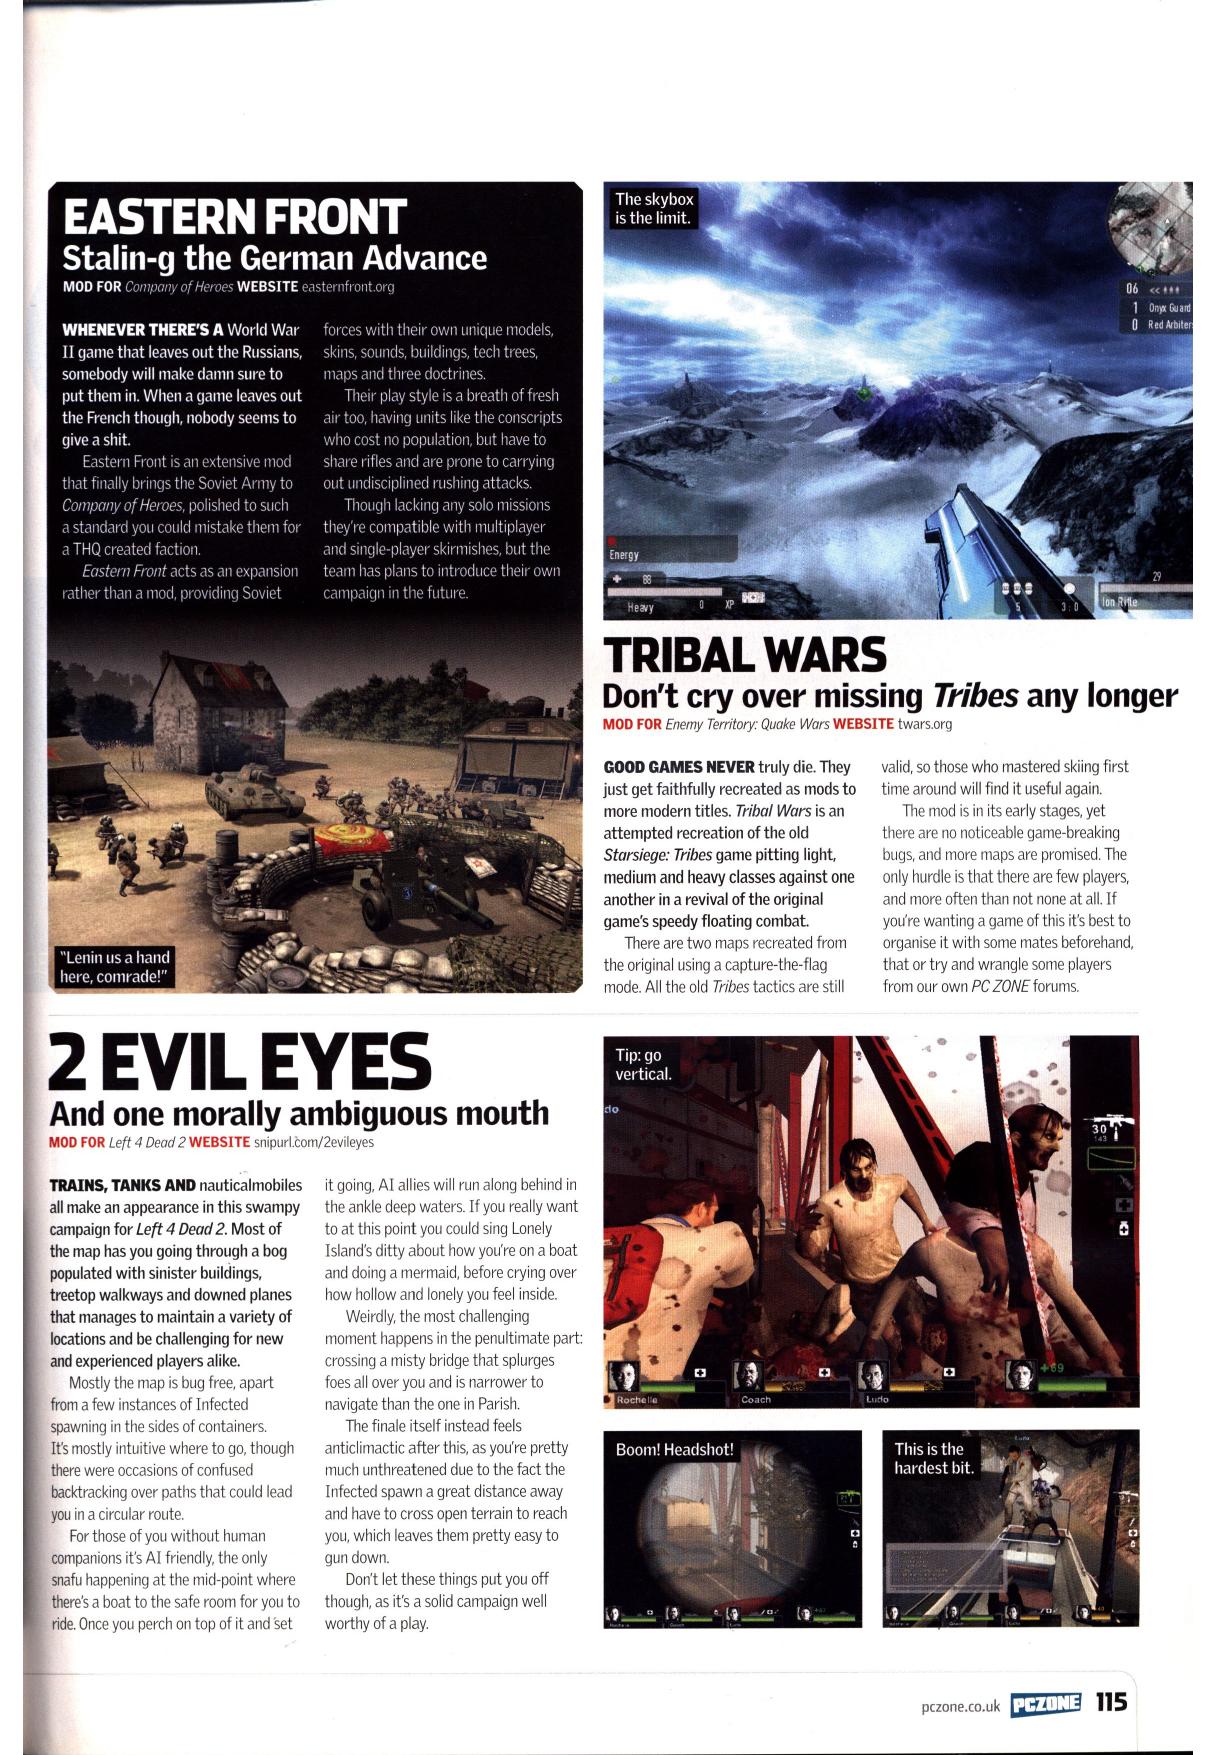 EASTERN FRONT
Stalin-g the German Advance
MOD FOR Company of Heroes WEBSITE easternfront.org
WHENEVER THERE'S A World War
II game that leaves out the Russians,
somebody will make damn sure to
put them in. When a game leaves out
the French though, nobody seems to
give a shit.
Eastern Front is an extensive mod
that finally brings the Soviet Army to
Company of Heroes, polished to such
a standard you could mistake them for
a THQ created faction.
Eastern Front acts as an expansion
rather than a mod, providing Soviet
forces with their own unique models,
skins, sounds, buildings, tech trees,
maps and three doctrines.
Their play style is a breath of fresh
air too, having units like the conscripts
who cost no population, but have to
share rifles and are prone to carrying
out undisciplined rushing attacks.
Though lacking any solo missions
they're compatible with multiplayer
and single-player skirmishes, but the
team has plans to introduce their own
campaign in the future.
"Lenin us a hand
here, comrade!"
The skybox
is the limit.
06
1 Onyx Guard
0 Red Arbiters
Energy
88
Heavy
0 XP
5
3:0
29
Ion Rifle
TRIBAL WARS
Don't cry over missing Tribes any longer
MOD FOR Enemy Territory: Quake Wars WEBSITE twars.org
GOOD GAMES NEVER truly die. They
just get faithfully recreated as mods to
more modern titles. Tribal Wars is an
attempted recreation of the old
Starsiege: Tribes game pitting light,
medium and heavy classes against one
another in a revival of the original
game's speedy floating combat.
There are two maps recreated from
the original using a capture-the-flag
mode. All the old Tribes tactics are still
valid, so those who mastered skiing first
time around will find it useful again.
The mod is in its early stages, yet
there are no noticeable game-breaking
bugs, and more maps are promised. The
only hurdle is that there are few players,
and more often than not none at all. If
you're wanting a game of this it's best to
organise it with some mates beforehand,
that or try and wrangle some players
from our own PC ZONE forums.
2 EVIL EYES
And one morally ambiguous mouth
MOD FOR Left 4 Dead 2 WEBSITE snipurl.com/2evileyes
TRAINS, TANKS AND nauticalmobiles
all make an appearance in this swampy
campaign for Left 4 Dead 2. Most of
the map has you going through a bog
populated with sinister buildings,
treetop walkways and downed planes
that manages to maintain a variety of
locations and be challenging for new
and experienced players alike.
Mostly the map is bug free, apart
from a few instances of Infected
spawning in the sides of containers.
It's mostly intuitive where to go, though
there were occasions of confused
backtracking over paths that could lead
you in a circular route.
For those of you without human
companions it's AI friendly, the only
snafu happening at the mid-point where
there's a boat to the safe room for you to
ride. Once you perch on top of it and set
it going, AI allies will run along behind in
the ankle deep waters. If you really want
to at this point you could sing Lonely
Island's ditty about how you're on a boat
and doing a mermaid, before crying over
how hollow and lonely you feel inside.
Weirdly, the most challenging
moment happens in the penultimate part:
crossing a misty bridge that splurges
foes all over you and is narrower to
navigate than the one in Parish.
The finale itself instead feels
anticlimactic after this, as you're pretty
much unthreatened due to the fact the
Infected spawn a great distance away
and have to cross open terrain to reach
you, which leaves them pretty easy to
gun down.
Don't let these things put you off
though, as it's a solid campaign well
worthy of a play.
Tip: go
vertical.
30
143
Rochelle
Coach
Ludo
+69
Boom! Headshot!
This is the
hardest bit.
pczone.co.uk PCZONE 115